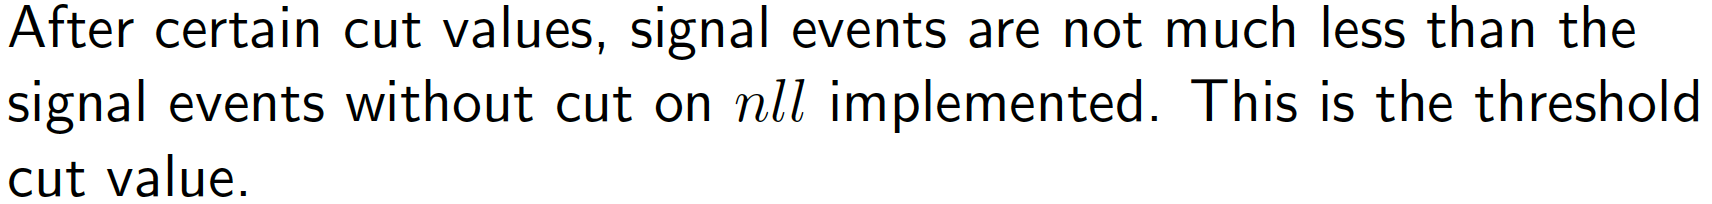 After certain cut values, signal events are not much less than the
signal events without cut on nll implemented. This is the threshold
cut value.